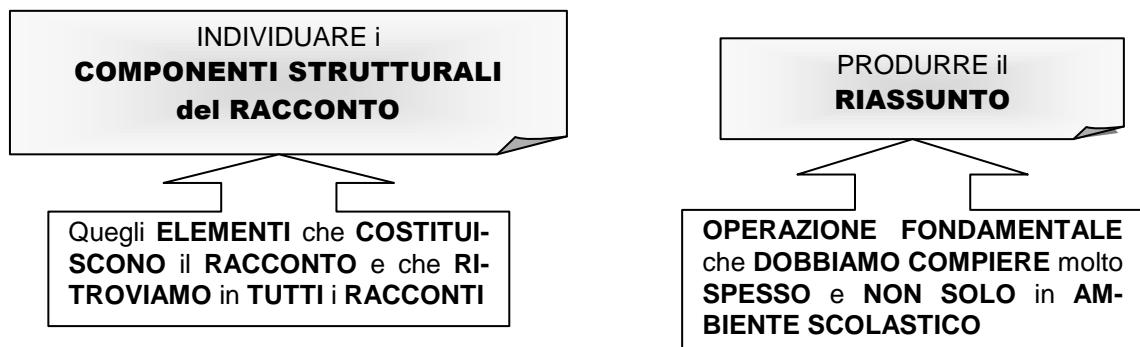 INDIVIDUARE i
COMPONENTI STRUTTURALI
del RACCONTO
Quegli ELEMENTI che COSTITUI-
SCONO il RACCONTO e che RI-
TROVIAMO in TUTTI i RACCONTI
PRODURRE il
RIASSUNTO
OPERAZIONE FONDAMENTALE
che DOBBIAMO COMPIERE molto
SPESSO e NON SOLO in AM-
BIENTE SCOLASTICO